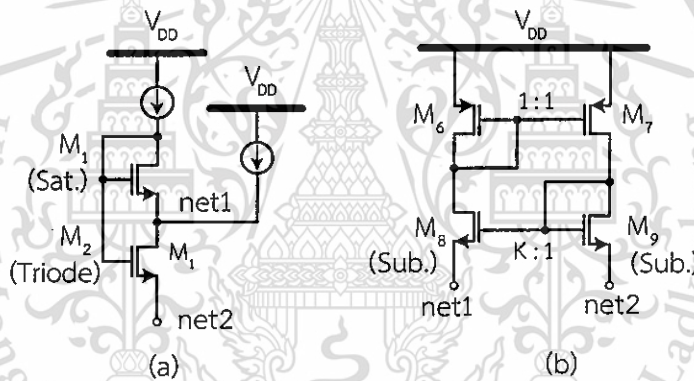 V_DD
V_DD
M_1
(Sat.)
net1
M_2
(Triode)
M_1
net2
(a)
V_DD
1:1
M_6
M_7
M_8
K:1
M_9
(Sub.)
(Sub.)
net1
net2
(b)